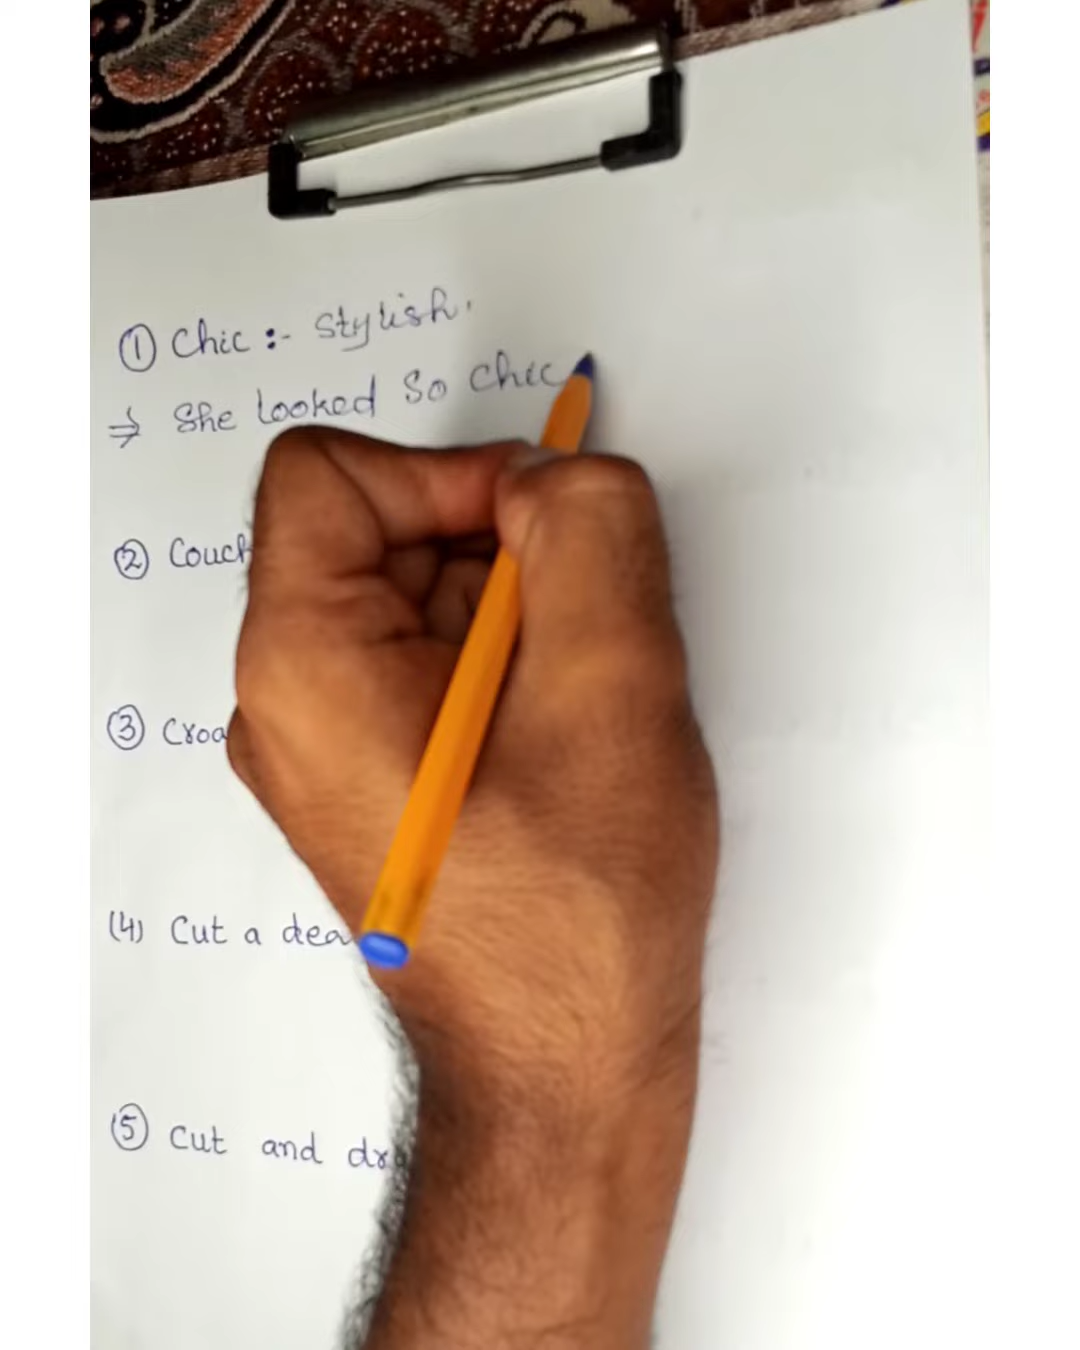 ① Chic :- Stylish.
⇒ She looked So Chic
② Couch
③ Croa
(4) Cut a dea
⑤ Cut and dr